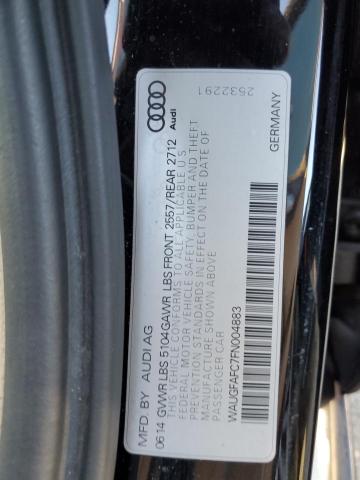 MFD. BY AUDI AG
Audi
0614 GVWR LBS 5104 GAWR LBS FRONT 2557/REAR 2712
THIS VEHICLE CONFORMS TO ALL APPLICABLE U.S.
FEDERAL MOTOR VEHICLE SAFETY, BUMPER AND THEFT
PREVENTION STANDARDS IN EFFECT ON THE DATE OF
MANUFACTURE SHOWN ABOVE
PASSENGER CAR
WAUGFAFC7FN004883
2532291
GERMANY